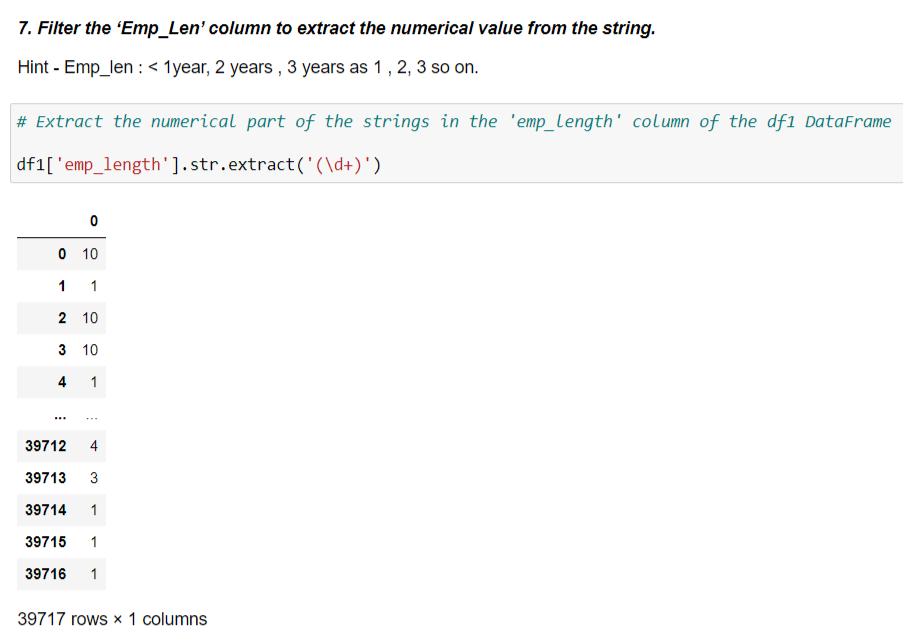 7. Filter the ‘Emp_Len’ column to extract the numerical value from the string.
Hint - Emp_len : < 1year, 2 years , 3 years as 1 , 2, 3 so on.
# Extract the numerical part of the strings in the 'emp_length' column of the df1 DataFrame
df1['emp_length'].str.extract('(\d+)')
0
0 10
1 1
2 10
3 10
4 1
... ...
39712 4
39713 3
39714 1
39715 1
39716 1
39717 rows × 1 columns